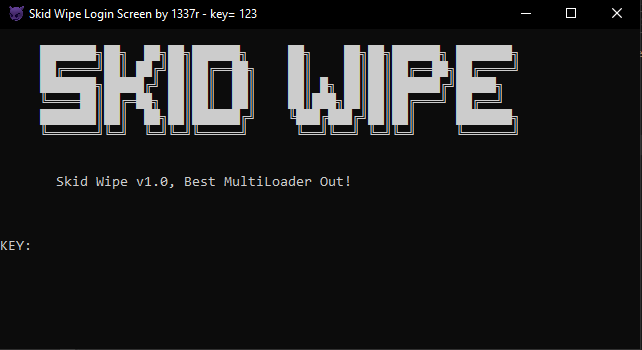 Skid Wipe Login Screen by 1337r - key= 123
SKID WIPE
Skid Wipe v1.0, Best MultiLoader Out!
KEY: